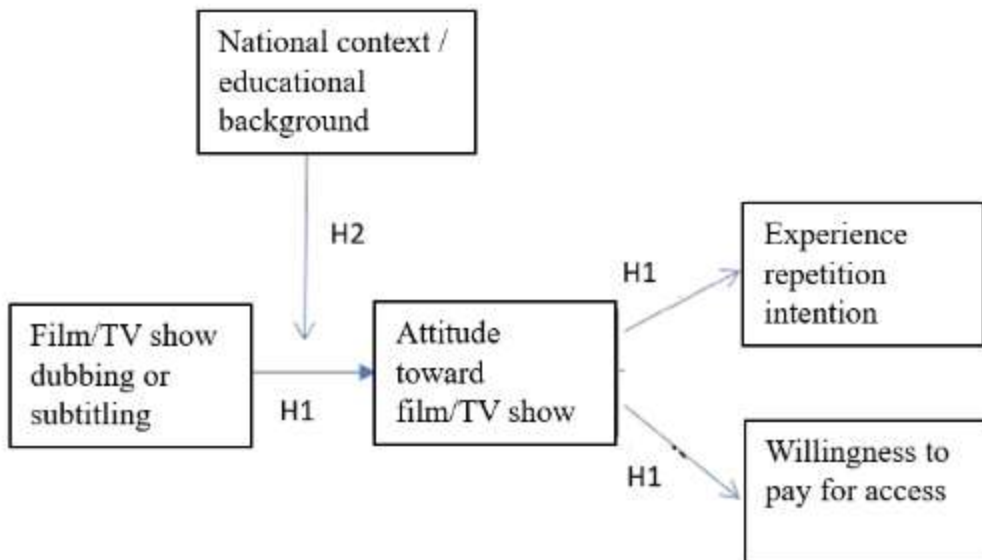 National context /
educational
background
H2
Film/TV show
dubbing or
subtitling
H1
Attitude
toward
film/TV show
H1
Experience
repetition
intention
H1
Willingness to
pay for access